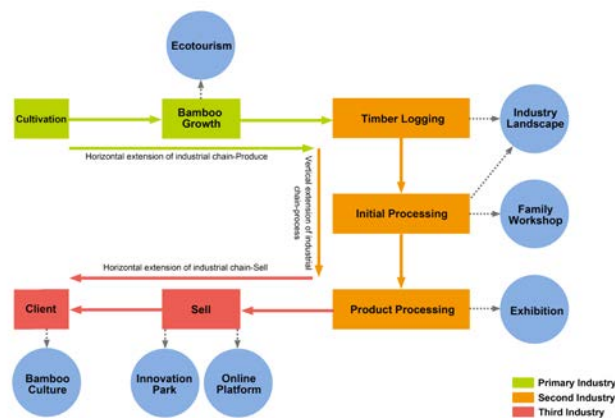 Ecotourism
Cultivation
Bamboo
Growth
Timber Logging
Industry
Landscape
Horizontal extension of industrial chain-Produce
Vertical extension of industrial
chain-process
Initial Processing
Family
Workshop
Horizontal extension of industrial chain-Sell
Client
Sell
Product Processing
Exhibition
Bamboo
Culture
Innovation
Park
Online
Platform
Primary Industry
Second Industry
Third Industry